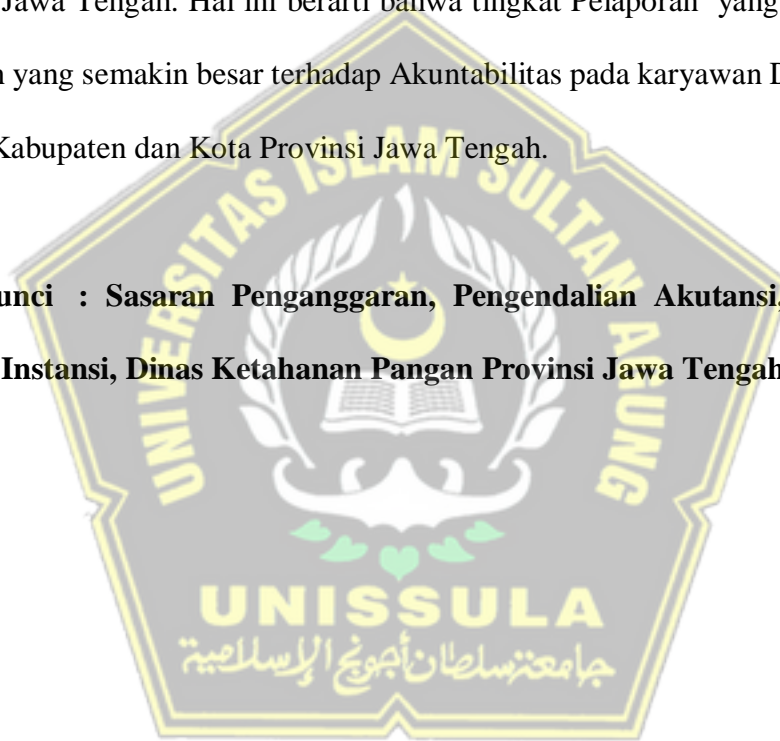 Jawa Tengah. Hal ini berarti bahwa tingkat Pelaporan yang
yang semakin besar terhadap Akuntabilitas pada karyawan D
Kabupaten dan Kota Provinsi Jawa Tengah.
unci : Sasaran Penganggaran, Pengendalian Akutansi,
Instansi, Dinas Ketahanan Pangan Provinsi Jawa Tengah
UNIVERSITAS ISLAM SULTAN AGUNG
UNISSULA
جامعة سلطان أجونج الإسلامية